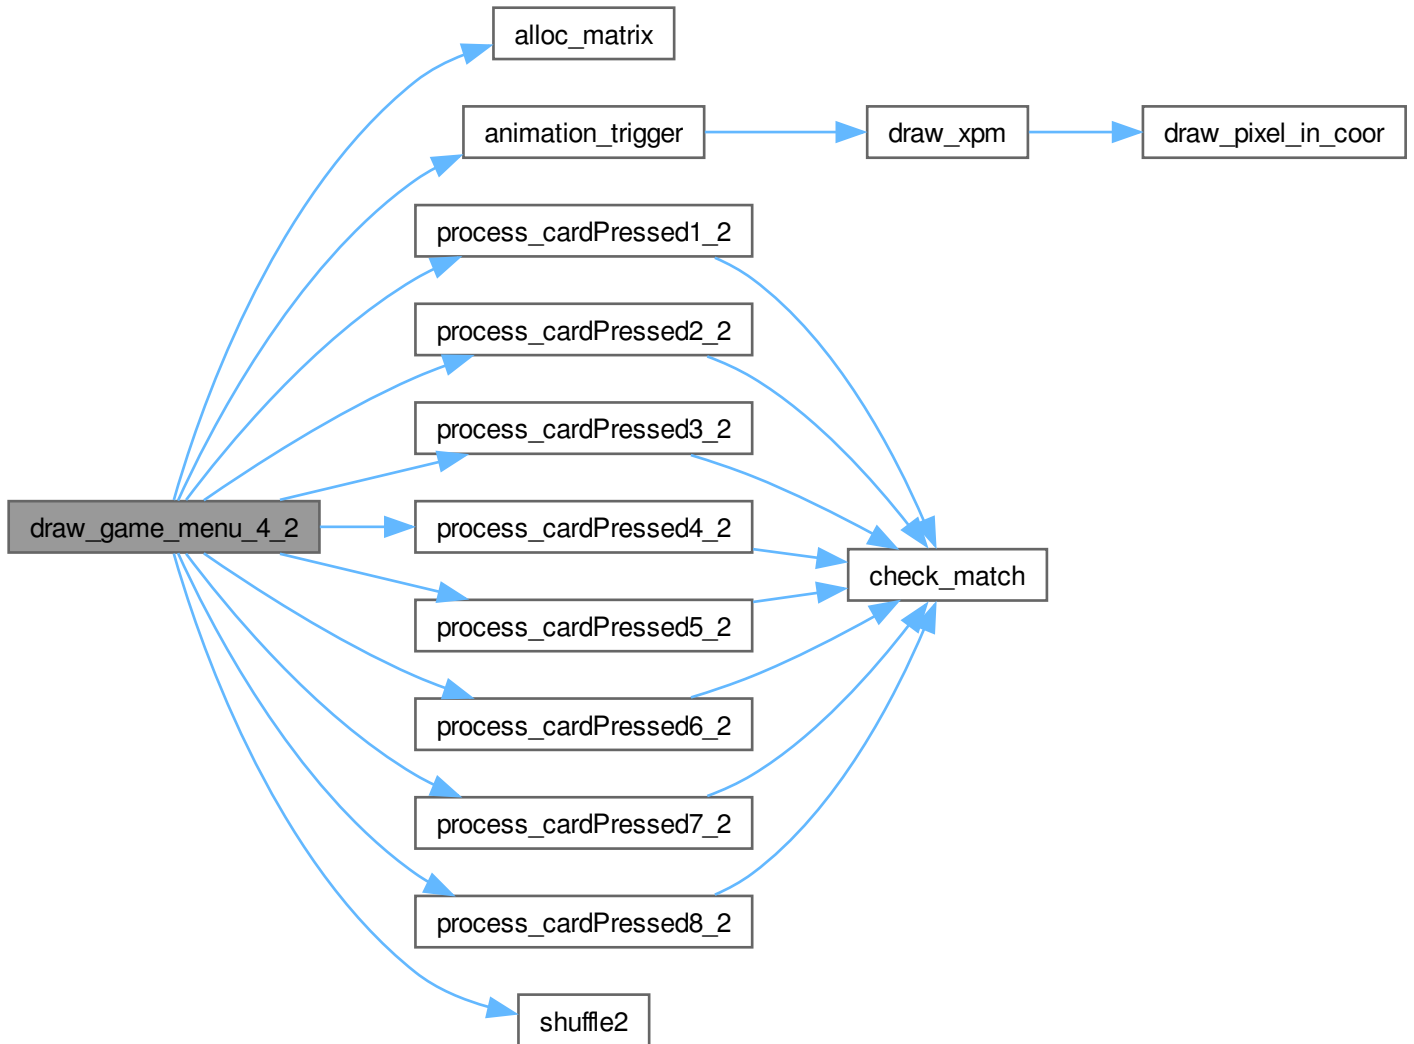 alloc_matrix
animation_trigger
draw_xpm
draw_pixel_in_coor
process_cardPressed1_2
process_cardPressed2_2
process_cardPressed3_2
draw_game_menu_4_2
process_cardPressed4_2
check_match
process_cardPressed5_2
process_cardPressed6_2
process_cardPressed7_2
process_cardPressed8_2
shuffle2